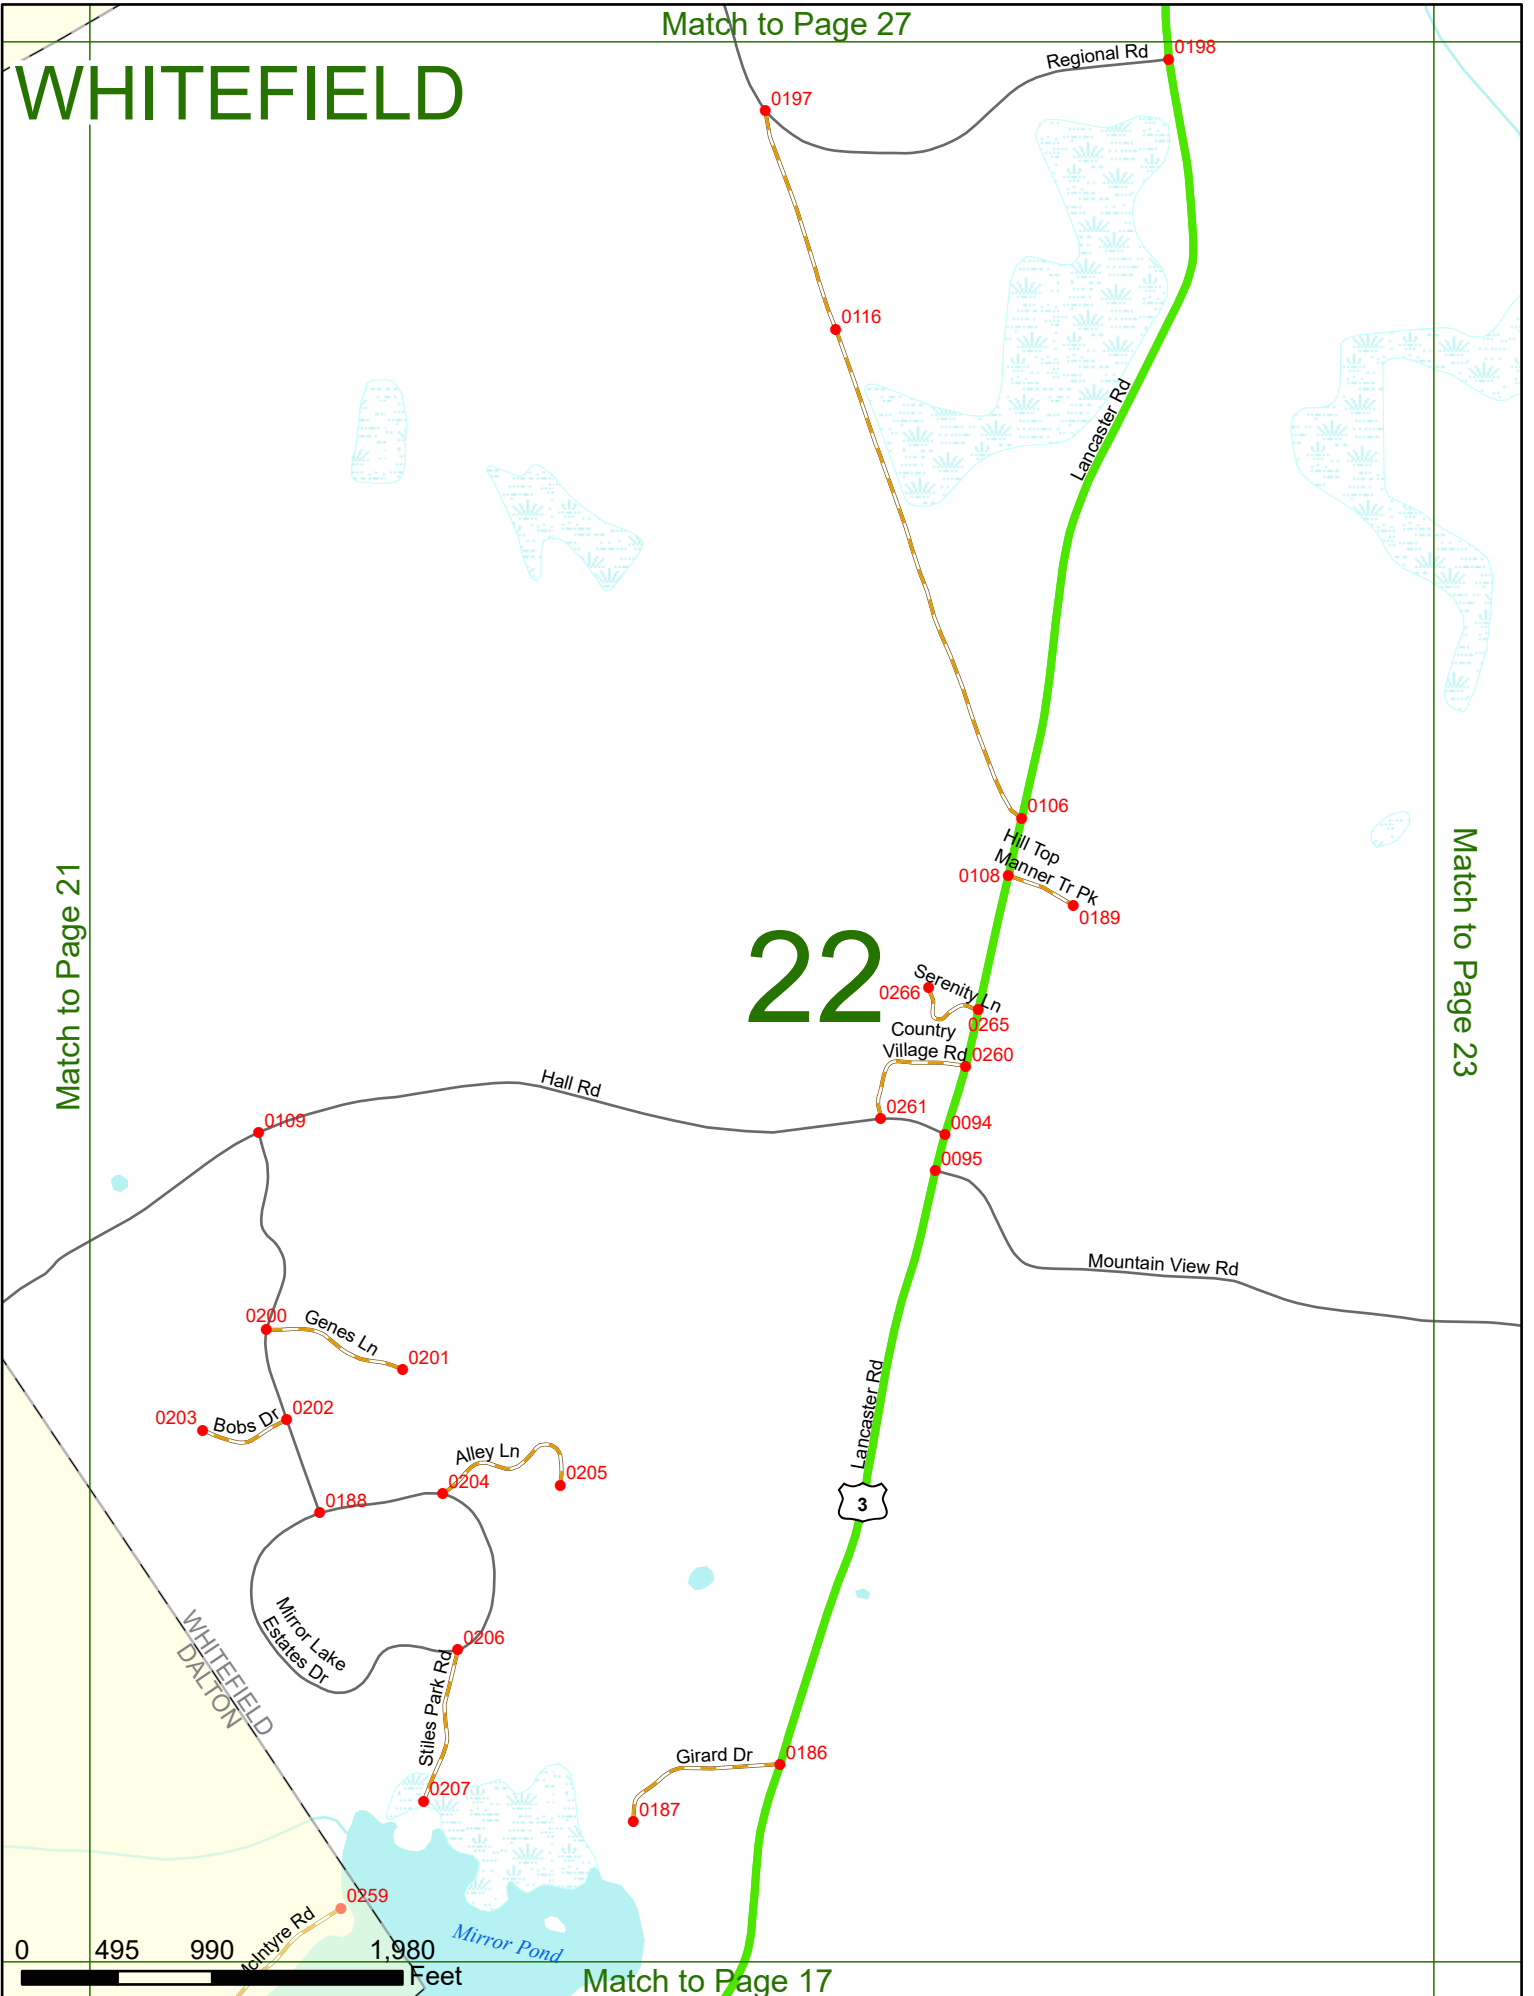 Match to Page 27
WHITEFIELD
Regional Rd
0198
0197
0116
Lancaster Rd
0106
Hill Top
Manner Tr Pk
0108
0189
Match to Page 21
Match to Page 23
22
Serenity Ln
0266
0265
Country
Village Rd
0260
Hall Rd
0261
0109
0094
0095
Mountain View Rd
0200
Genes Ln
0201
Lancaster Rd
0203
Bobs Dr
0202
Alley Ln
0204
0205
0188
3
Mirror Lake
Estates Dr
0206
WHITEFIELD
DALTON
Stiles Park Rd
Girard Dr
0186
0207
0187
0259
McIntyre Rd
Mirror Pond
0 495 990 1,980
Feet
Match to Page 17